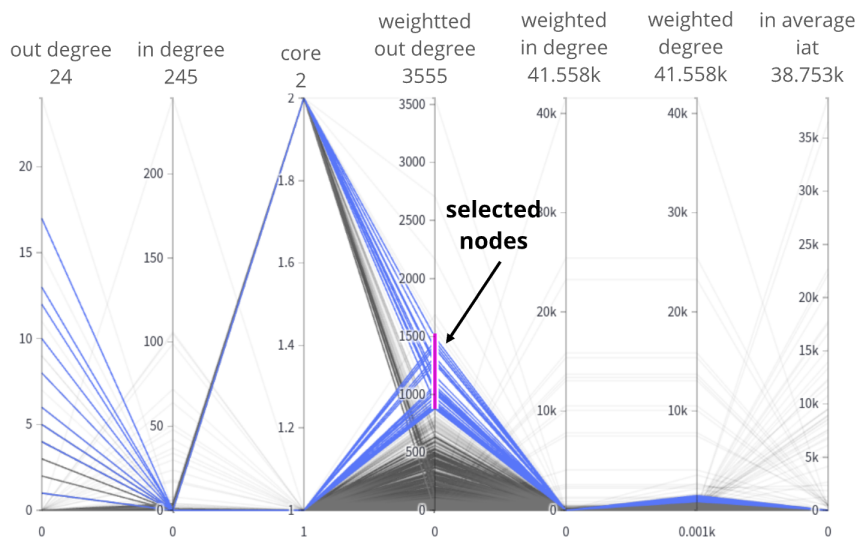 out degree
24
in degree
245
core
2
weightted
out degree
3555
weighted
in degree
41.558k
weighted
degree
41.558k
in average
iat
38.753k
20
15
10
5
0
0
200
150
100
50
0
0
2
1.8
1.6
1.4
1.2
1
1
3500
3000
2500
2000
1500
1000
500
0
0
selected
nodes
40k
30k
20k
10k
0
0
40k
30k
20k
10k
0.001k
35k
30k
25k
20k
15k
10k
5k
0
0